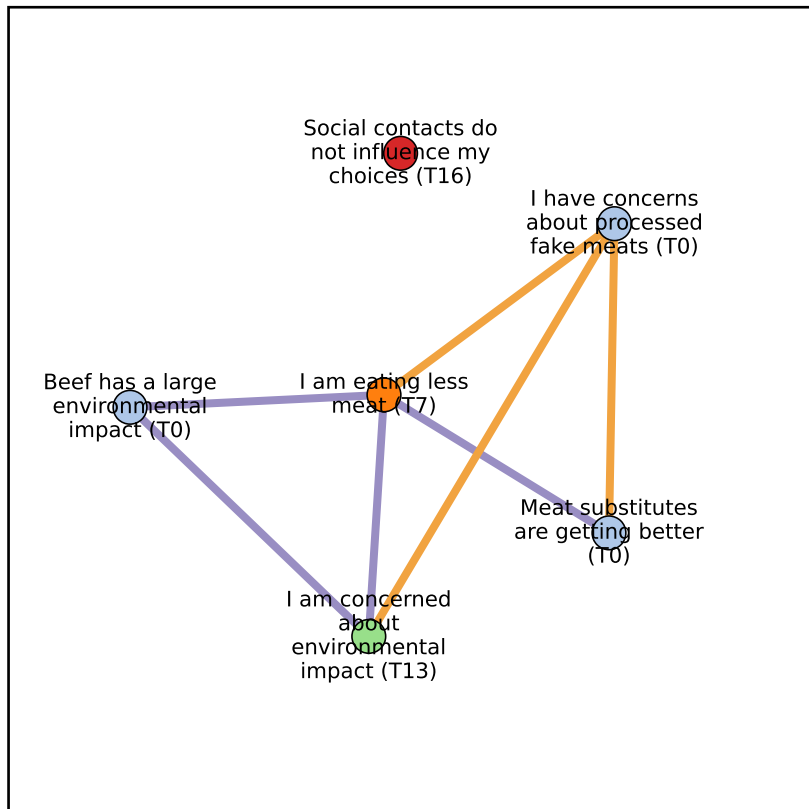 Social contacts do
not influence my
choices (T16)
I have concerns
about processed
fake meats (T0)
Beef has a large
environmental
impact (T0)
I am eating less
meat (T7)
Meat substitutes
are getting better
(T0)
I am concerned
about
environmental
impact (T13)